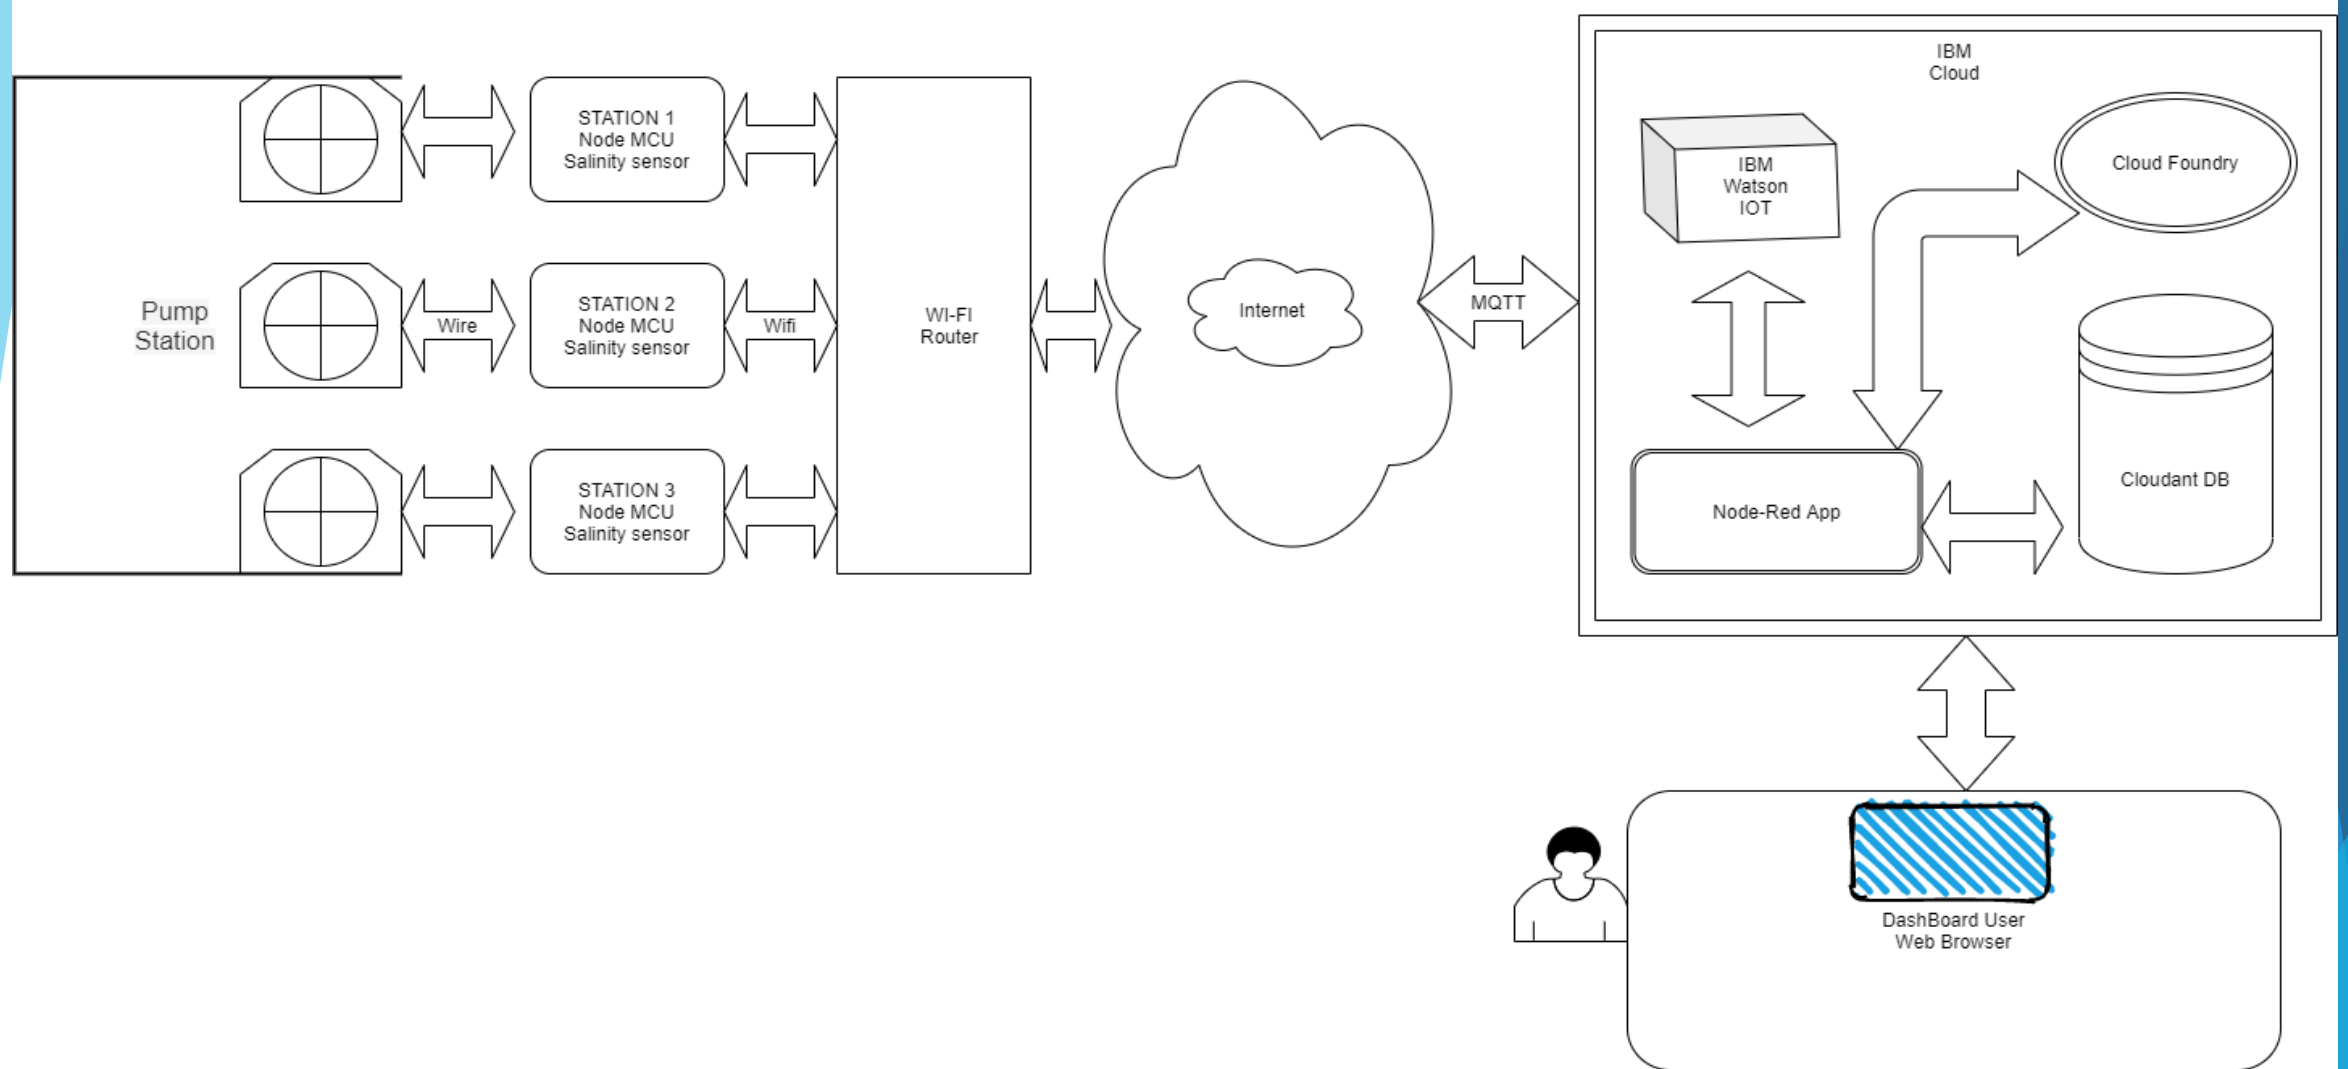 Pump
Station
STATION 1
Node MCU
Salinity sensor
Wire
STATION 2
Node MCU
Salinity sensor
Wifi
STATION 3
Node MCU
Salinity sensor
WI-FI
Router
Internet
MQTT
IBM
Cloud
IBM
Watson
IOT
Cloud Foundry
Node-Red App
Cloudant DB
DashBoard User
Web Browser